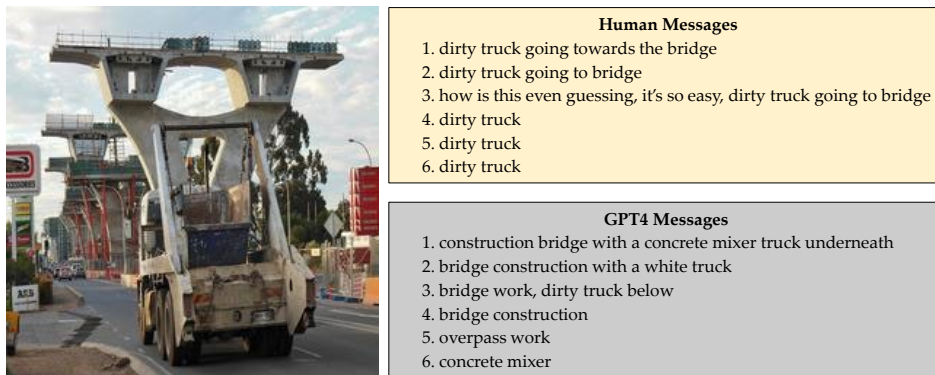 Human Messages
1. dirty truck going towards the bridge
2. dirty truck going to bridge
3. how is this even guessing, it's so easy, dirty truck going to bridge
4. dirty truck
5. dirty truck
6. dirty truck
GPT4 Messages
1. construction bridge with a concrete mixer truck underneath
2. bridge construction with a white truck
3. bridge work, dirty truck below
4. bridge construction
5. overpass work
6. concrete mixer